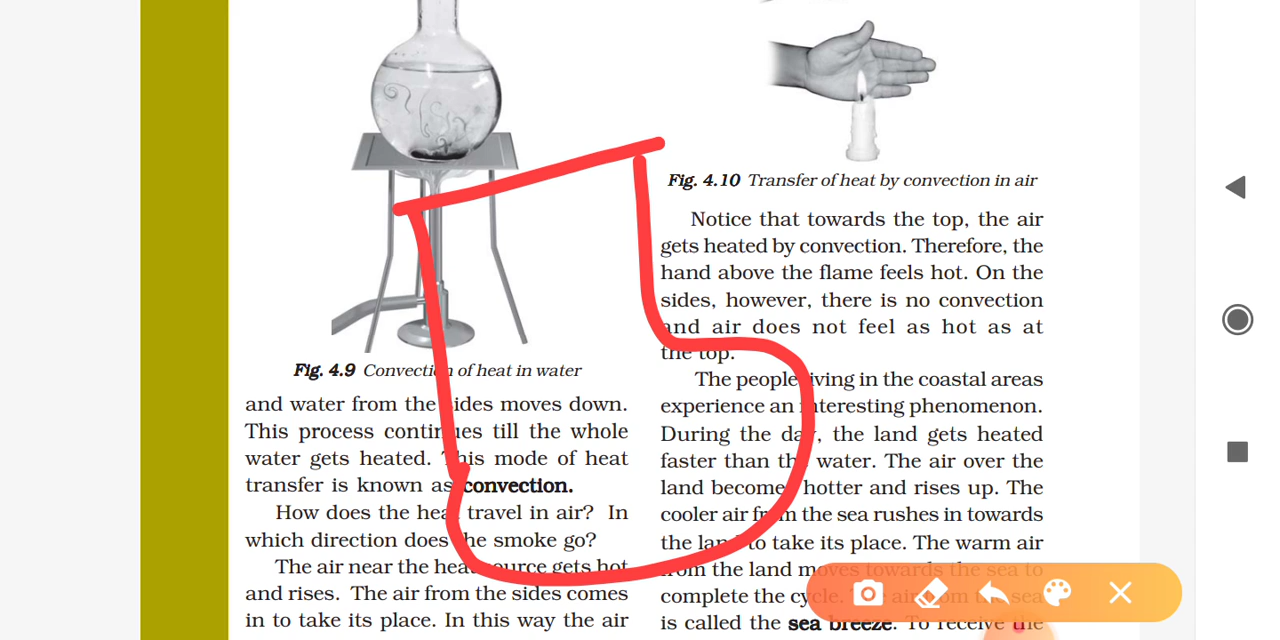 Fig. 4.9 Convection of heat in water
and water from the sides moves down.
This process continues till the whole
water gets heated. This mode of heat
transfer is known as convection.
How does the heat travel in air? In
which direction does the smoke go?
The air near the heat source gets hot
and rises. The air from the sides comes
in to take its place. In this way the air
Fig. 4.10 Transfer of heat by convection in air
Notice that towards the top, the air
gets heated by convection. Therefore, the
hand above the flame feels hot. On the
sides, however, there is no convection
and air does not feel as hot as at
the top.
The people living in the coastal areas
experience an interesting phenomenon.
During the day, the land gets heated
faster than the water. The air over the
land becomes hotter and rises up. The
cooler air from the sea rushes in towards
the land to take its place. The warm air
from the land moves towards the sea to
complete the cycle. The air from the sea
is called the sea breeze. To receive the